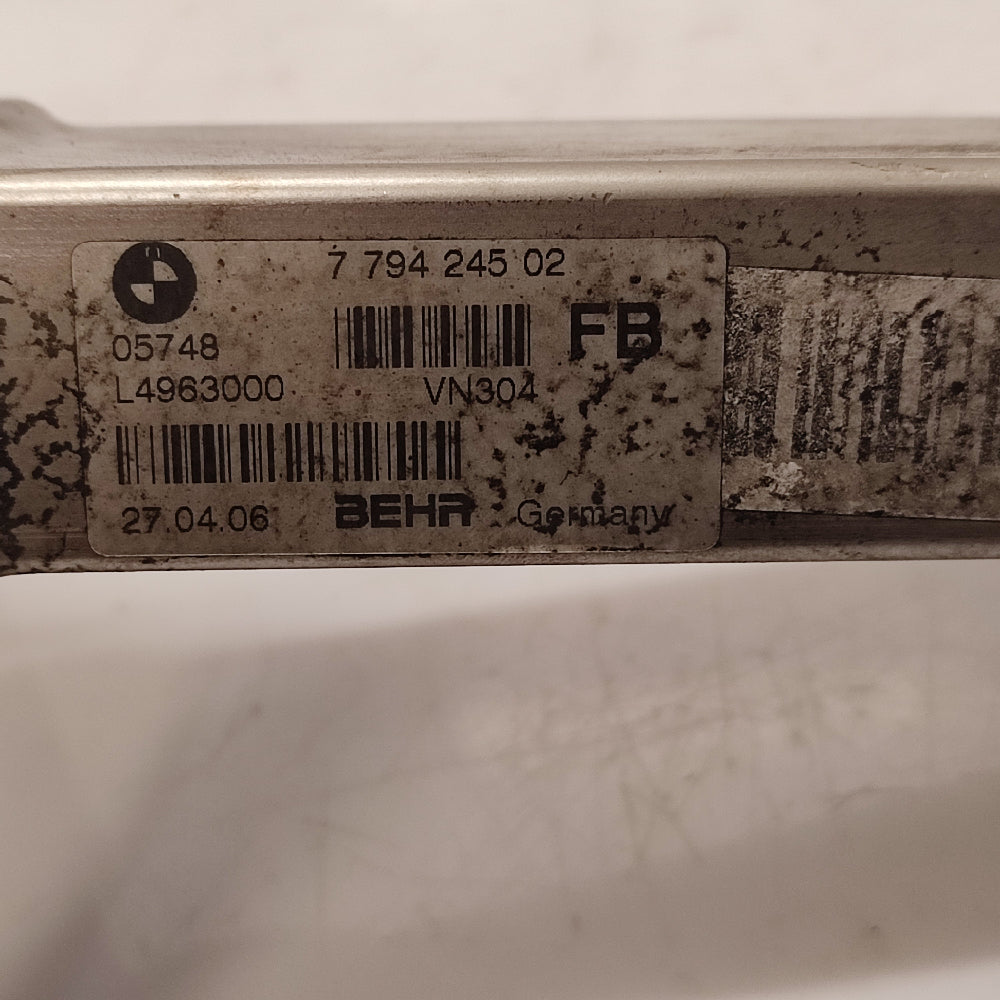 7 794 245 02
05748
FB
L4963000
VN304
27.04.06 BEHR Germany